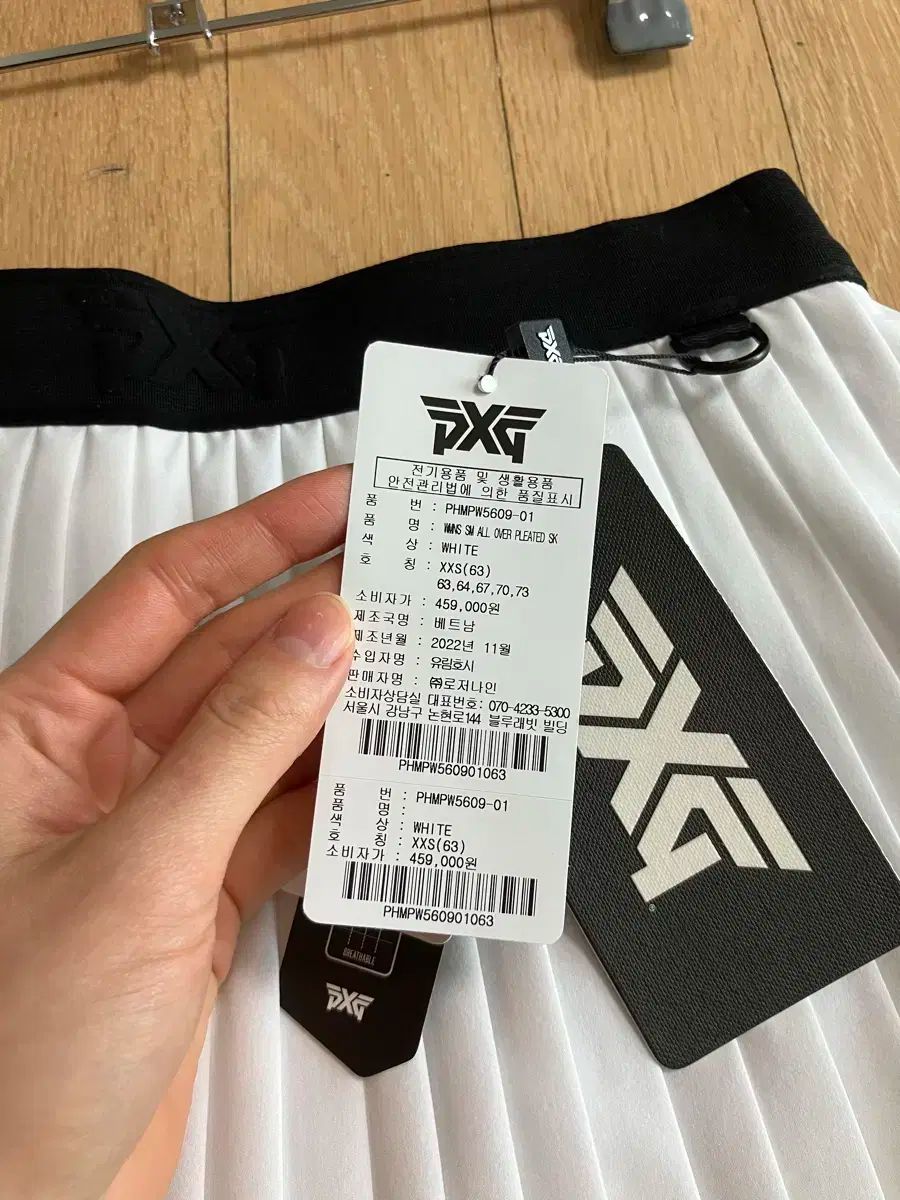 PXG
PXG
PXG
전기용품 및 생활용품
안전관리법에 의한 품질표시
품 번 : PHMPW5609-01
품 명 : WMNS SM ALL OVER PLEATED SK
색 상 : WHITE
호 칭 : XXS(63)
63,64,67,70,73
소비자가 : 459,000원
제조국명 : 베트남
제조년월 : 2022년 11월
수입자명 : 유림호시
판매자명 : ㈜로저나인
소비자상담실 대표번호: 070-4233-5300
서울시 강남구 논현로144 블루래빗 빌딩
PHMPW560901063
품 번 : PHMPW5609-01
품 명 :
색 상 : WHITE
호 칭 : XXS(63)
소비자가 : 459,000원
PHMPW560901063
PXG
BREATHABLE
PXG